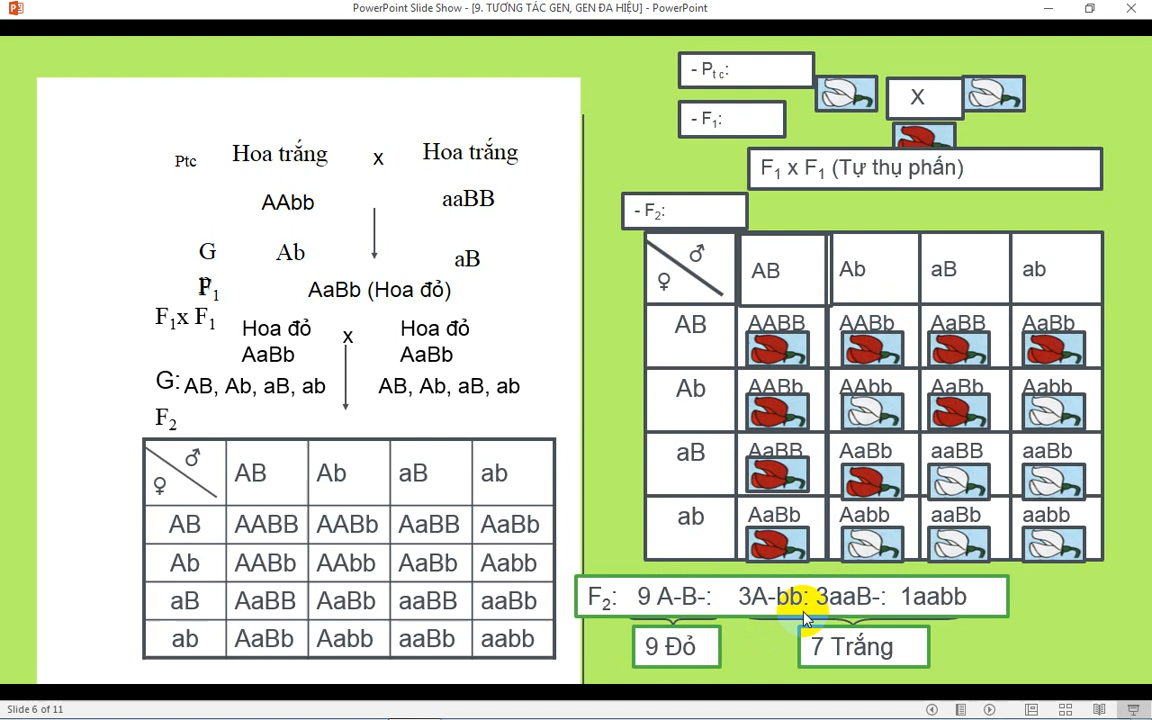 PowerPoint Slide Show - [9. TƯƠNG TÁC GEN, GEN ĐA HIỆU] - PowerPoint
Ptc Hoa trắng x Hoa trắng
AAbb aaBB
G Ab aB
F1 AaBb (Hoa đỏ)
F1x F1
Hoa đỏ x Hoa đỏ
AaBb AaBb
G: AB, Ab, aB, ab AB, Ab, aB, ab
F2
♂
♀ AB Ab aB ab
AB AABB AABb AaBB AaBb
Ab AABb AAbb AaBb Aabb
aB AaBB AaBb aaBB aaBb
ab AaBb Aabb aaBb aabb
- Pt c:
X
- F1:
F1 x F1 (Tự thụ phấn)
- F2:
♂
♀ AB Ab aB ab
AB AABB AABb AaBB AaBb
Ab AABb AAbb AaBb Aabb
aB AaBB AaBb aaBB aaBb
ab AaBb Aabb aaBb aabb
F2: 9 A-B-: 3A-bb: 3aaB-: 1aabb
9 Đỏ 7 Trắng
Slide 6 of 11